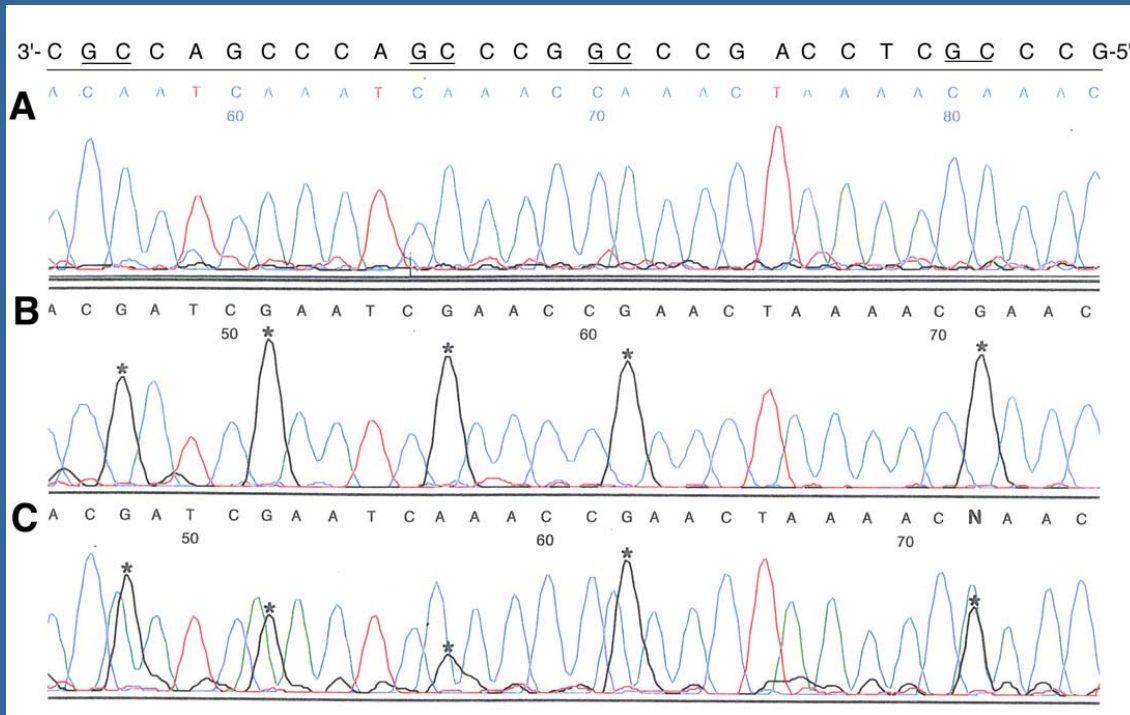 3'- C G C C A G C C C A G C C C G G C C C G A C C T C G C C C G-5'
A
A C A A T C A A A T C A A A C C A A A C T A A A A C A A A C
60 70 80
B
A C G A T C G A A T C G A A C C G A A C T A A A A C G A A C
50 60 70
* * * * *
C
A C G A T C G A A T C A A A C C G A A C T A A A A C N A A C
50 60 70
* * * * *